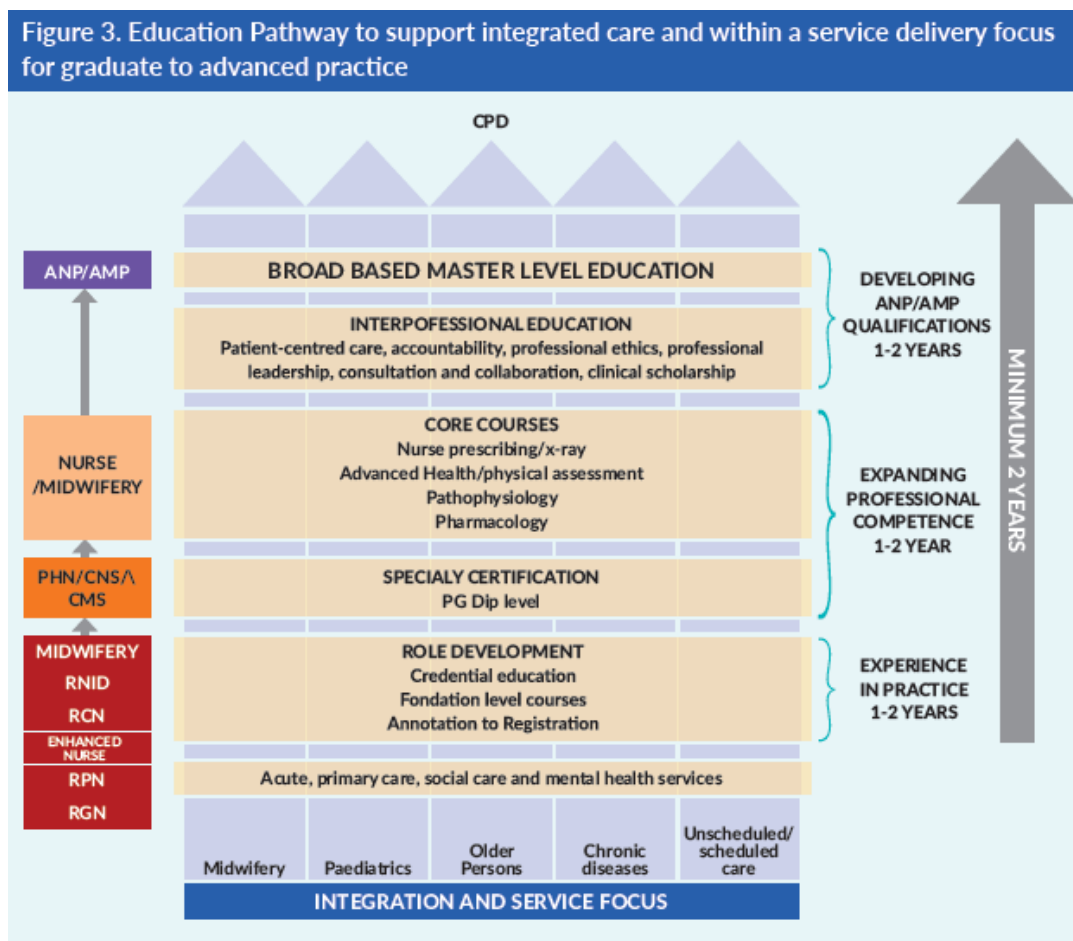 Figure 3. Education Pathway to support integrated care and within a service delivery focus
for graduate to advanced practice
CPD
ANP/AMP
BROAD BASED MASTER LEVEL EDUCATION
INTERPOFESSIONAL EDUCATION
Patient-centred care, accountability, professional ethics, professional
leadership, consultation and collaboration, clinical scholarship
DEVELOPING
ANP/AMP
QUALIFICATIONS
1-2 YEARS
NURSE
/MIDWIFERY
CORE COURSES
Nurse prescribing/x-ray
Advanced Health/physical assessment
Pathophysiology
Pharmacology
EXPANDING
PROFESSIONAL
COMPETENCE
1-2 YEAR
MINIMUM 2 YEARS
PHN/CNS/\
CMS
SPECIALY CERTIFICATION
PG Dip level
MIDWIFERY
RNID
RCN
ENHANCED
NURSE
RPN
RGN
ROLE DEVELOPMENT
Credential education
Fondation level courses
Annotation to Registration
EXPERIENCE
IN PRACTICE
1-2 YEARS
Acute, primary care, social care and mental health services
Midwifery
Paediatrics
Older
Persons
Chronic
diseases
Unscheduled/
scheduled
care
INTEGRATION AND SERVICE FOCUS